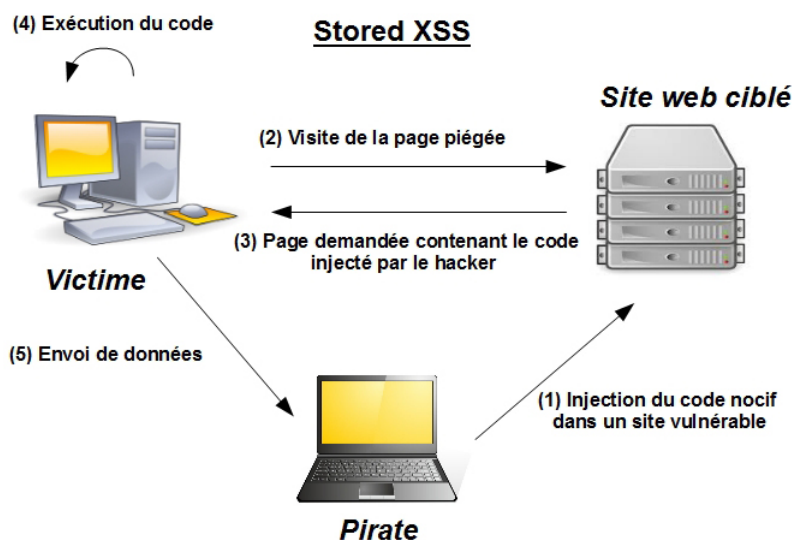 (4) Exécution du code
Stored XSS
Site web ciblé
(2) Visite de la page piégée
(3) Page demandée contenant le code
injecté par le hacker
Victime
(5) Envoi de données
(1) Injection du code nocif
dans un site vulnérable
Pirate